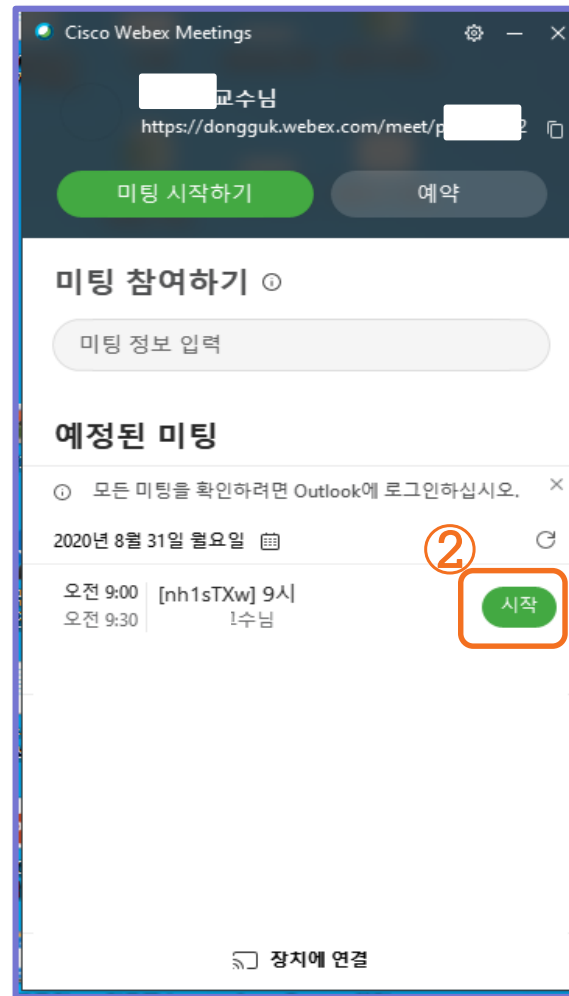 Cisco Webex Meetings
교수님
https://dongguk.webex.com/meet/p 2
미팅 시작하기 예약
미팅 참여하기
미팅 정보 입력
예정된 미팅
모든 미팅을 확인하려면 Outlook에 로그인하십시오.
2020년 8월 31일 월요일
②
오전 9:00 [nh1sTXw] 9시 시작
오전 9:30 수님
장치에 연결